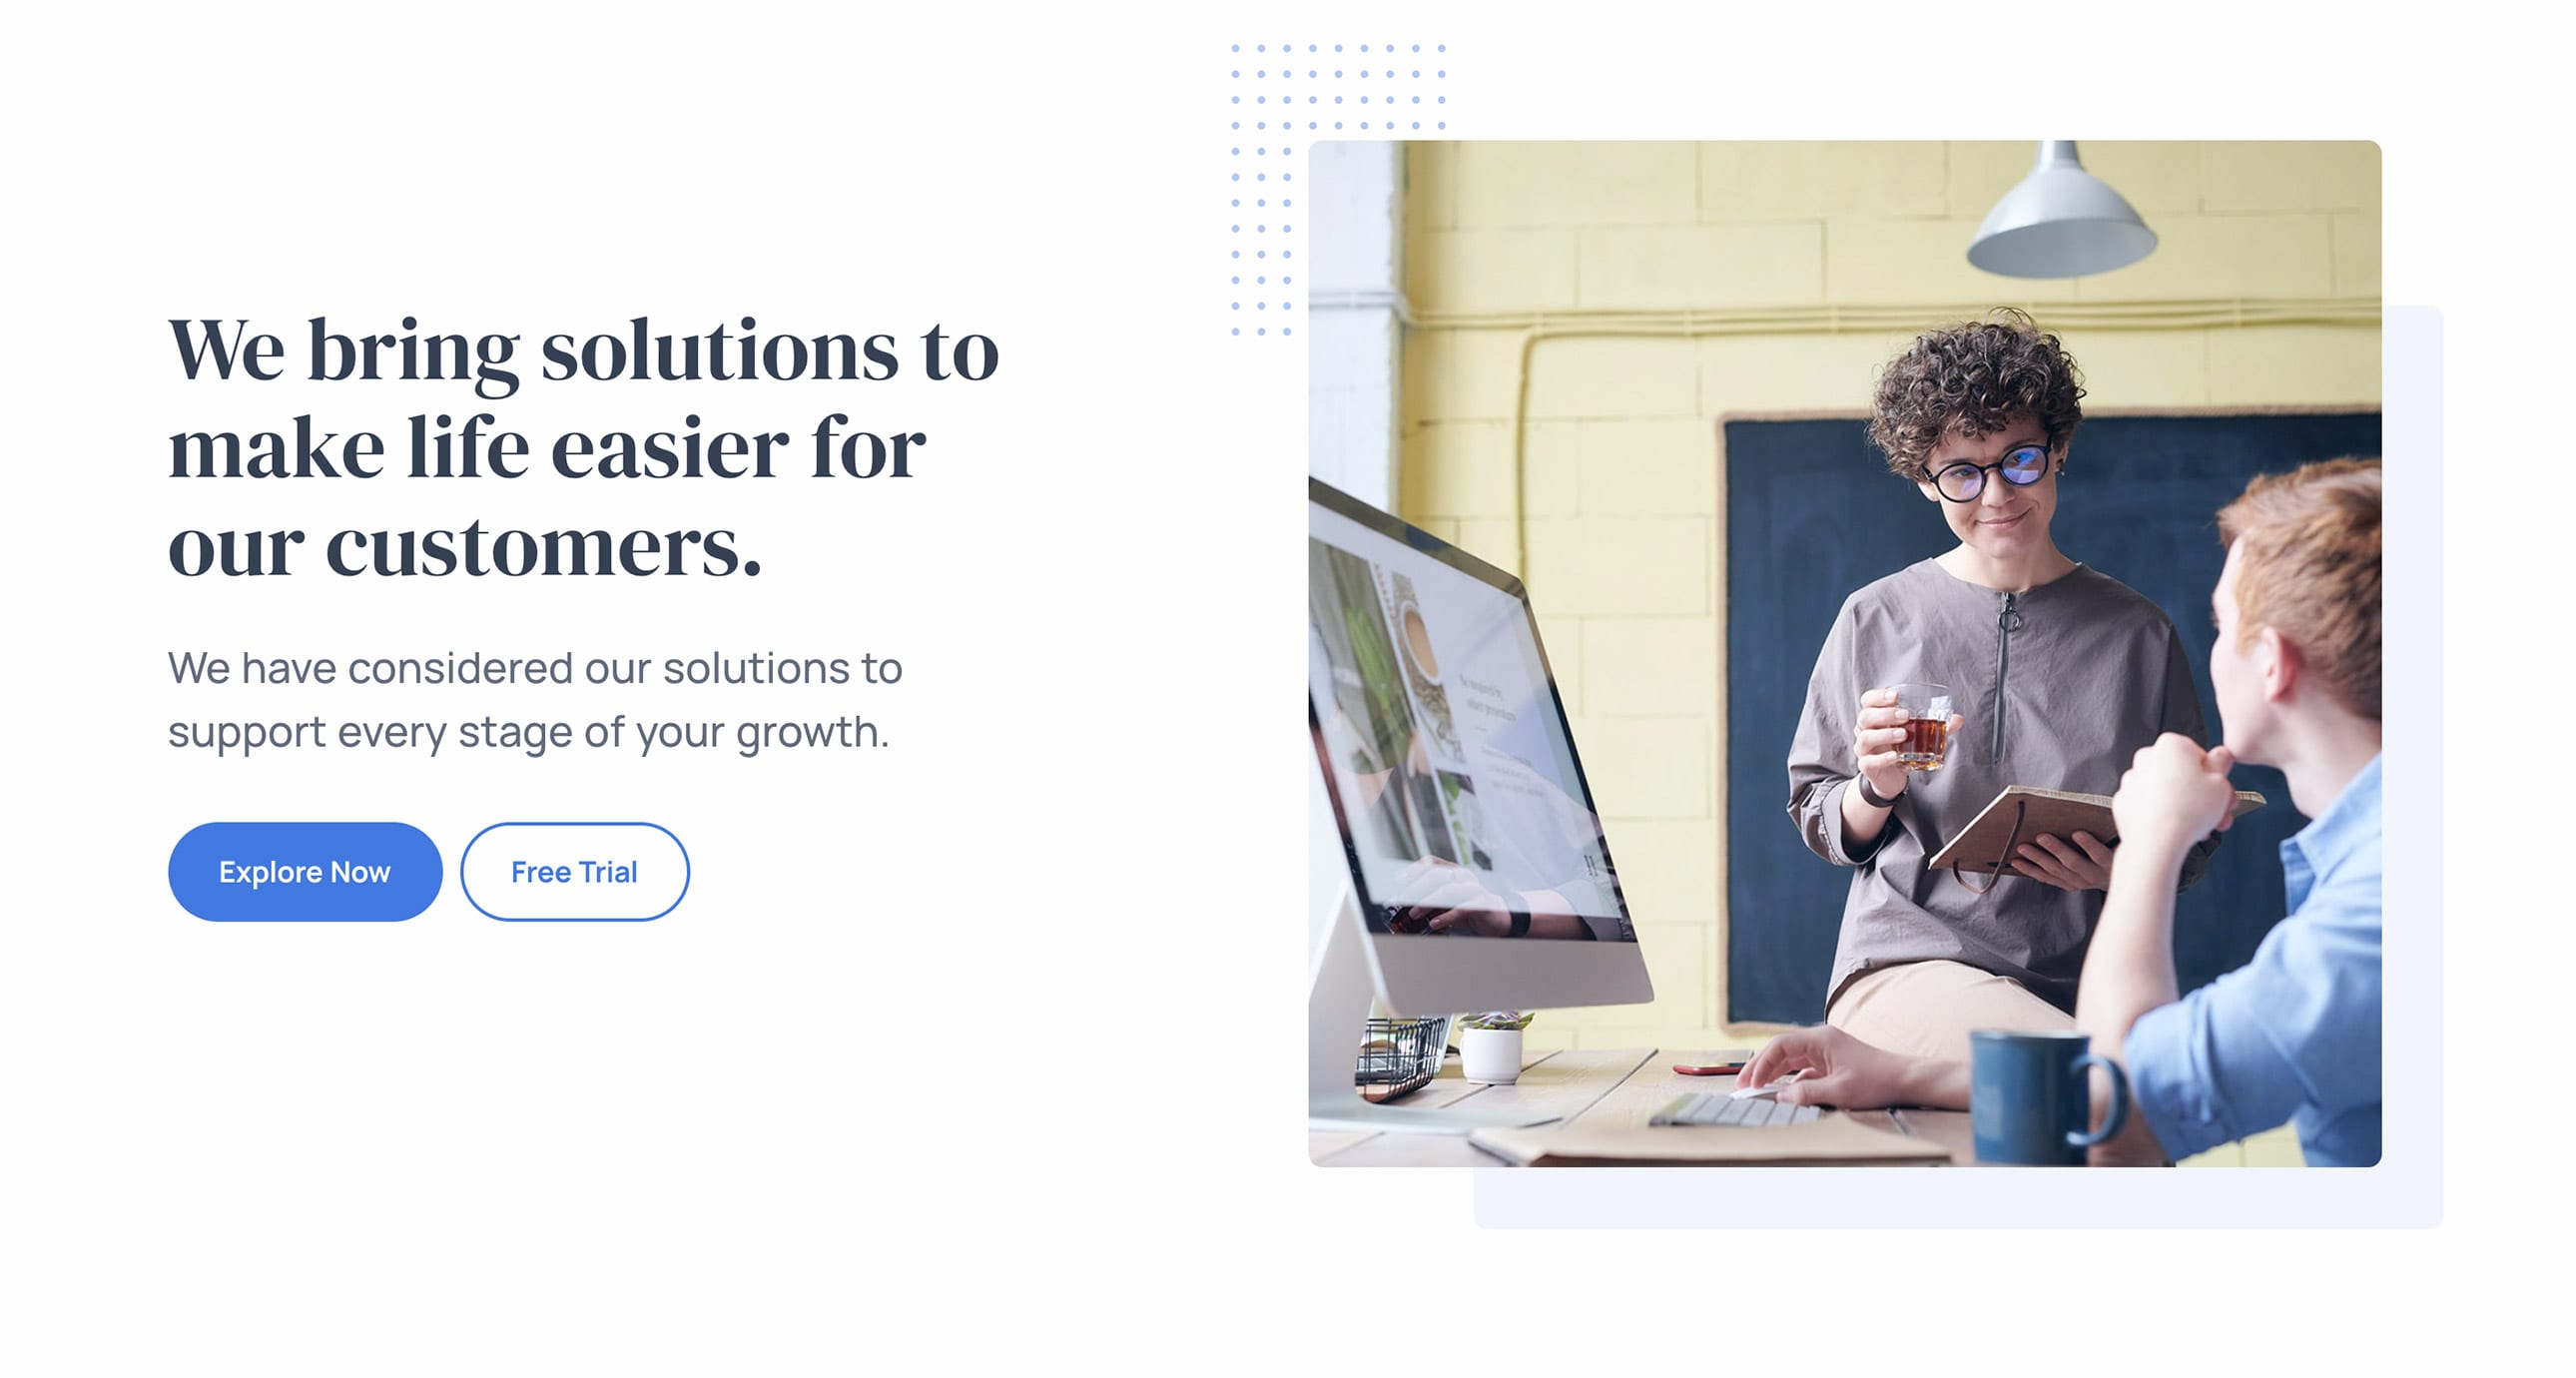 We bring solutions to
make life easier for
our customers.
We have considered our solutions to
support every stage of your growth.
Explore Now
Free Trial